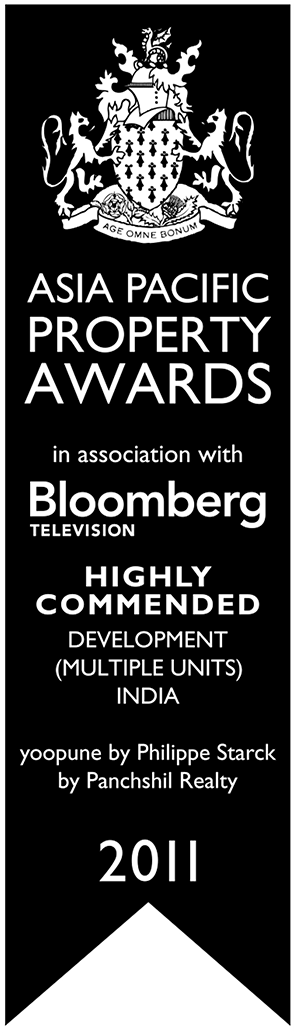 AGE OMNE BONUM
ASIA PACIFIC
PROPERTY
AWARDS
in association with
Bloomberg
TELEVISION
HIGHLY
COMMENDED
DEVELOPMENT
(MULTIPLE UNITS)
INDIA
yoopune by Philippe Starck
by Panchshil Realty
2011